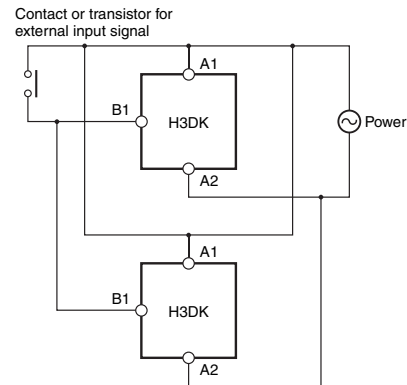 Contact or transistor for
external input signal
A1
B1
H3DK
Power
A2
A1
B1
H3DK
A2